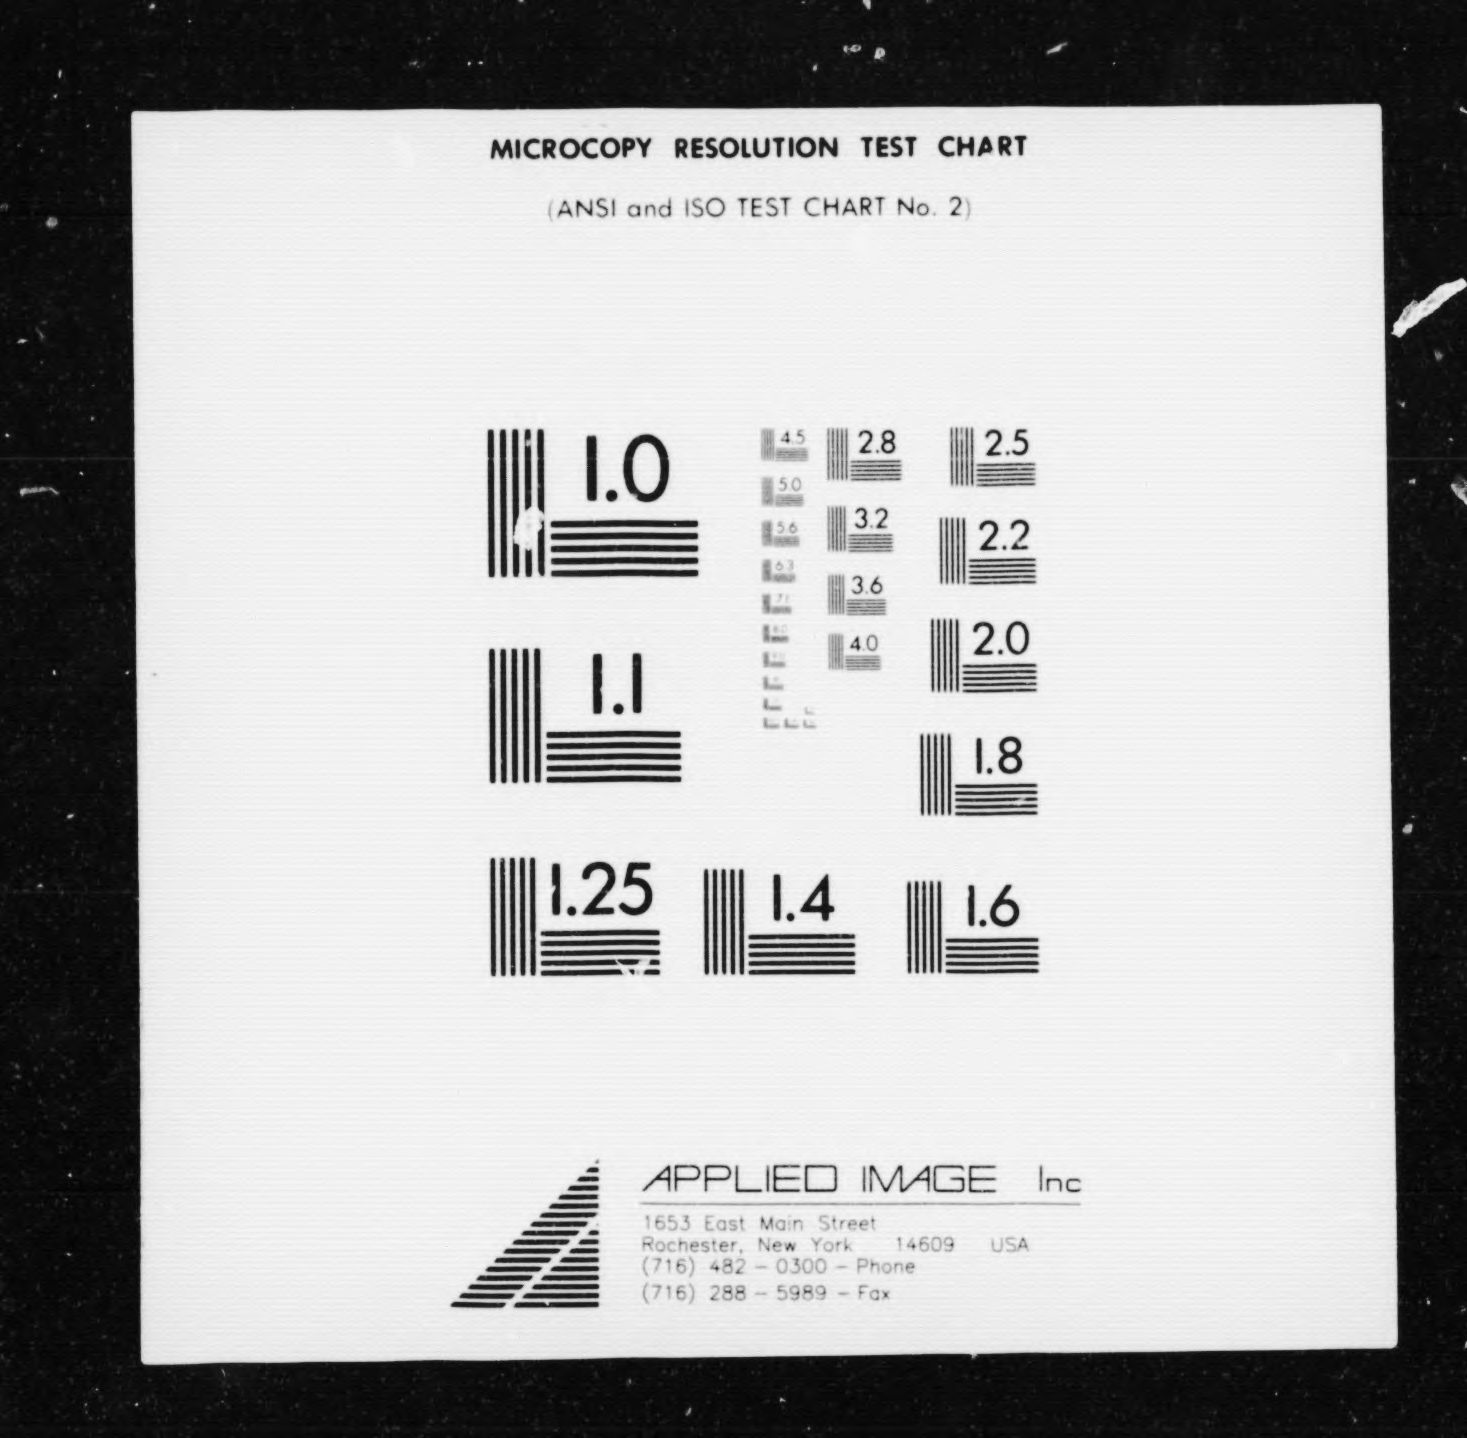 MICROCOPY RESOLUTION TEST CHART
(ANSI and ISO TEST CHART No. 2)
1.0
1.1
1.25
1.4
1.6
1.8
2.0
2.2
2.5
2.8
3.2
3.6
4.0
4.5
5.0
5.6
6.3
7.1
APPLIED IMAGE Inc
1653 East Main Street
Rochester, New York 14609 USA
(716) 482 - 0300 - Phone
(716) 288 - 5989 - Fax